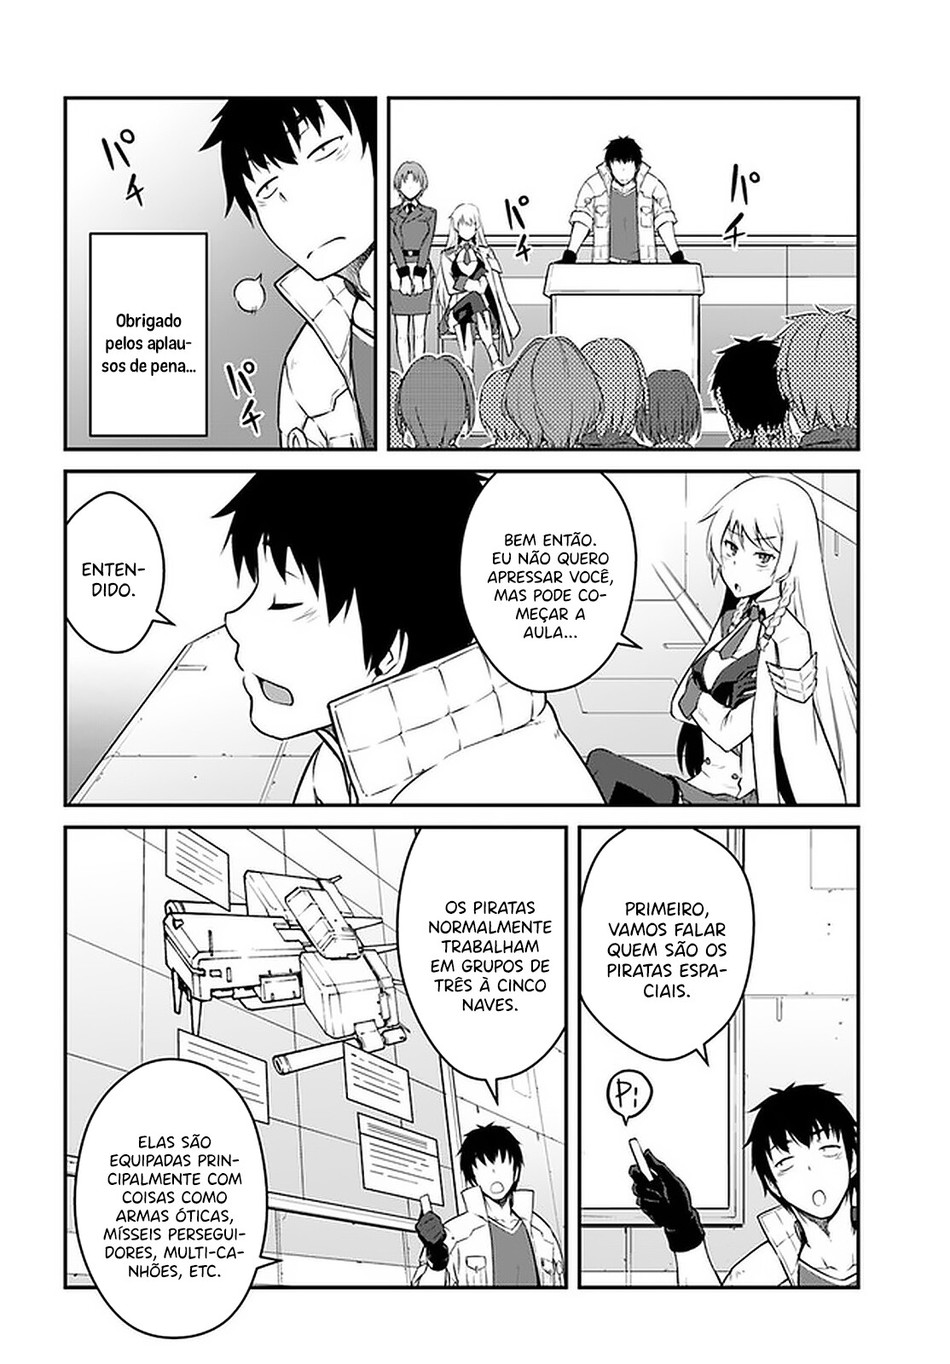 パチ
パチ
パチ
パチ
Obrigado
pelos aplau-
sos de pena...
BEM ENTÃO.
EU NÃO QUERO
APRESSAR VOCÊ,
MAS PODE CO-
MEÇAR A
AULA...
ENTEN-
DIDO.
PRIMEIRO,
VAMOS FALAR
QUEM SÃO OS
PIRATAS ESPA-
CIAIS.
Pi
OS PIRATAS
NORMALMENTE
TRABALHAM
EM GRUPOS DE
TRÊS À CINCO
NAVES.
ELAS SÃO
EQUIPADAS PRIN-
CIPALMENTE COM
COISAS COMO
ARMAS ÓTICAS,
MÍSSEIS PERSEGUI-
DORES, MULTI-CA-
NHÕES, ETC.